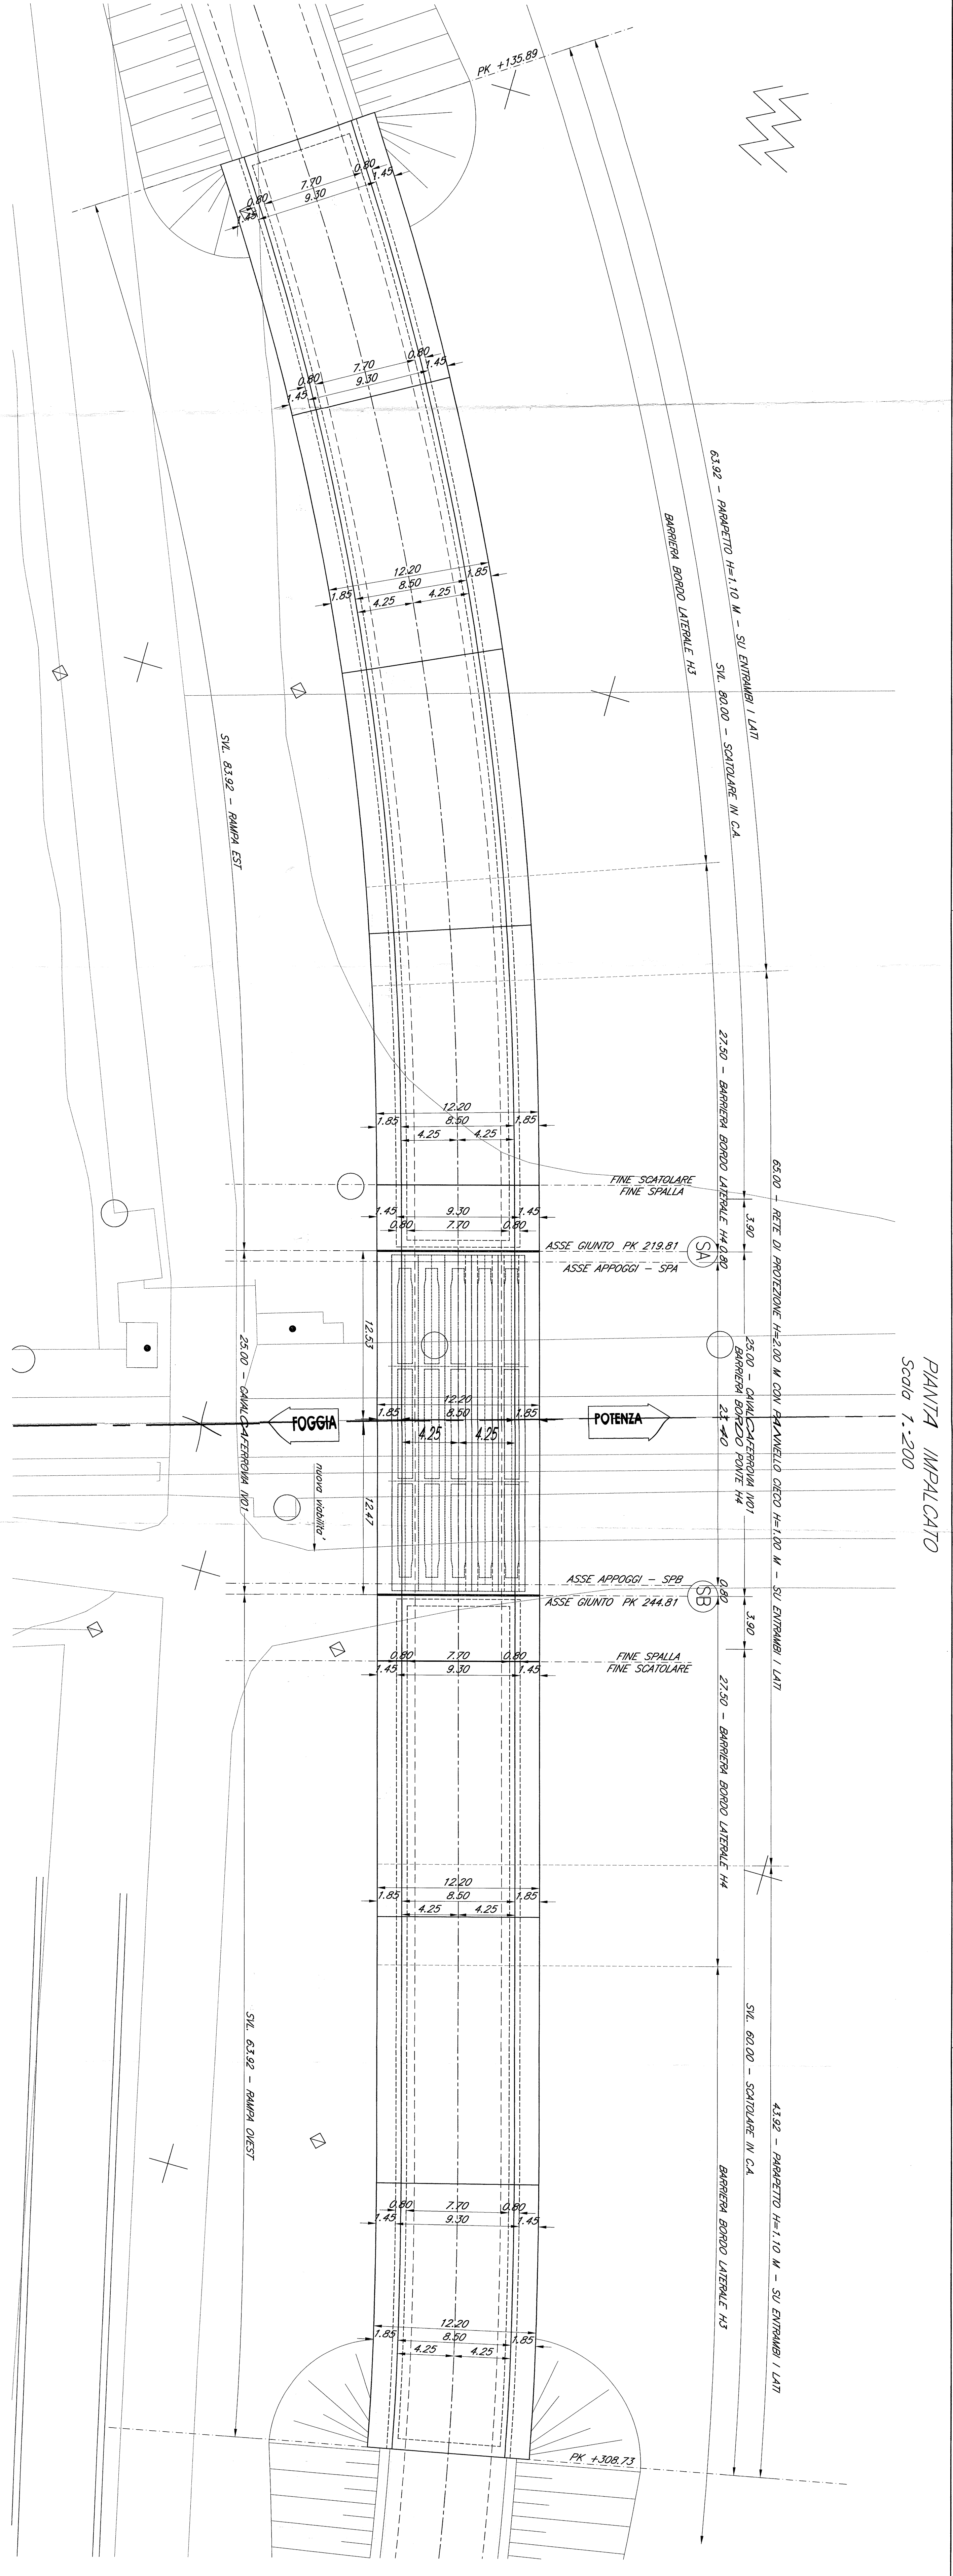 PIANTA IMPALCATO
Scala 1:200
PK +135.89
0.80
7.70
0.80
1.45
9.30
1.45
0.80
7.70
0.80
1.45
9.30
1.45
12.20
1.85
8.50
1.85
4.25
4.25
63.92 - PARAPETTO H=1.10 M - SU ENTRAMBI I LATI
SVL. 80.00 - SCATOLARE IN C.A.
BARRIERA BORDO LATERALE H3
SVL. 83.92 - RAMPA EST
12.20
1.85
8.50
1.85
4.25
4.25
FINE SCATOLARE
FINE SPALLA
1.45
9.30
1.45
0.80
7.70
0.80
ASSE GIUNTO PK 219.81
SA
ASSE APPOGGI - SPA
27.50 - BARRIERA BORDO LATERALE H4
0.80
3.90
65.00 - RETE DI PROTEZIONE H=2.00 M CON PANNELLO CIECO H=1.00 M - SU ENTRAMBI I LATI
25.00 - CAVALCAFERROVIA IV01
BARRIERA BORDO PONTE H4
23.40
12.53
12.20
1.85
8.50
1.85
4.25
4.25
FOGGIA
POTENZA
25.00 - CAVALCAFERROVIA IV01
nuova viabilita'
12.47
ASSE APPOGGI - SPB
ASSE GIUNTO PK 244.81
SB
0.80
3.90
FINE SPALLA
FINE SCATOLARE
0.80
7.70
0.80
1.45
9.30
1.45
27.50 - BARRIERA BORDO LATERALE H4
12.20
1.85
8.50
1.85
4.25
4.25
SVL. 63.92 - RAMPA OVEST
SVL. 60.00 - SCATOLARE IN C.A.
43.92 - PARAPETTO H=1.10 M - SU ENTRAMBI I LATI
BARRIERA BORDO LATERALE H3
0.80
7.70
0.80
1.45
9.30
1.45
12.20
1.85
8.50
1.85
4.25
4.25
PK +308.73